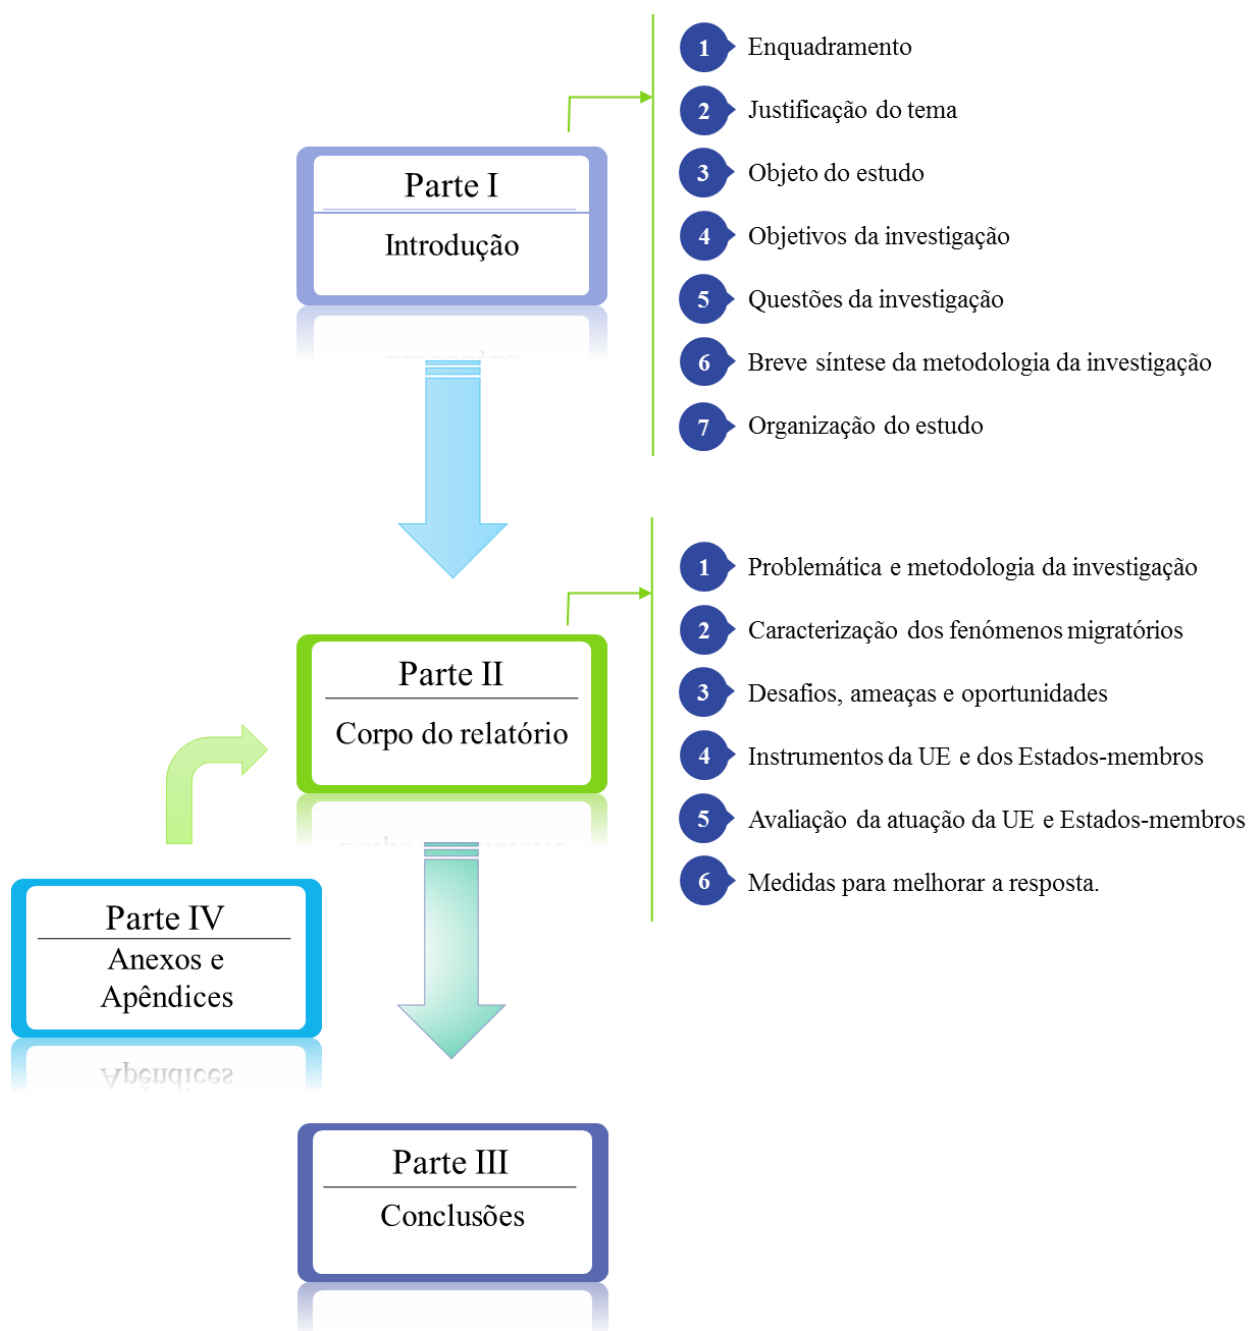 Parte I
Introdução
1 Enquadramento
2 Justificação do tema
3 Objeto do estudo
4 Objetivos da investigação
5 Questões da investigação
6 Breve síntese da metodologia da investigação
7 Organização do estudo
Parte II
Corpo do relatório
1 Problemática e metodologia da investigação
2 Caracterização dos fenómenos migratórios
3 Desafios, ameaças e oportunidades
4 Instrumentos da UE e dos Estados-membros
5 Avaliação da atuação da UE e Estados-membros
6 Medidas para melhorar a resposta.
Parte IV
Anexos e
Apêndices
Parte III
Conclusões